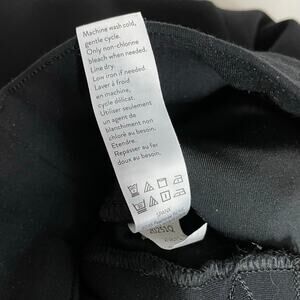 Machine wash cold,
gentle cycle.
Only non-chlorine
bleach when needed.
Line dry.
Low iron if needed.
Laver à froid
en machine,
cycle délicat.
Utiliser seulement
un agent de
blanchiment non
chloré au besoin.
Étendre.
Repasser au fer
doux au besoin.
SPANX
20251Q